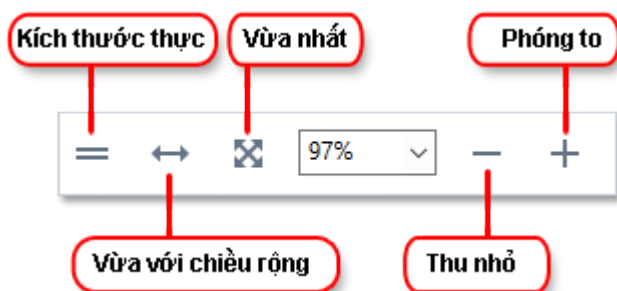 Kích thước thực
Vừa nhất
Phóng to
97%
Vừa với chiều rộng
Thu nhỏ